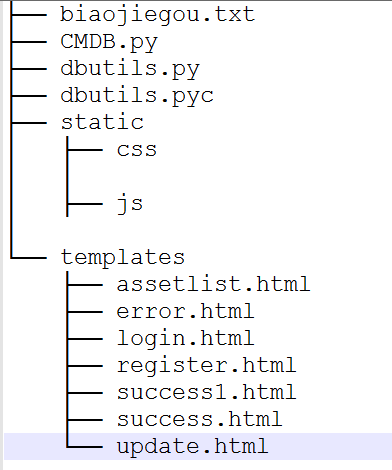 biaojiegou.txt
CMDB.py
dbutils.py
dbutils.pyc
static
css
js
templates
assetlist.html
error.html
login.html
register.html
success1.html
success.html
update.html